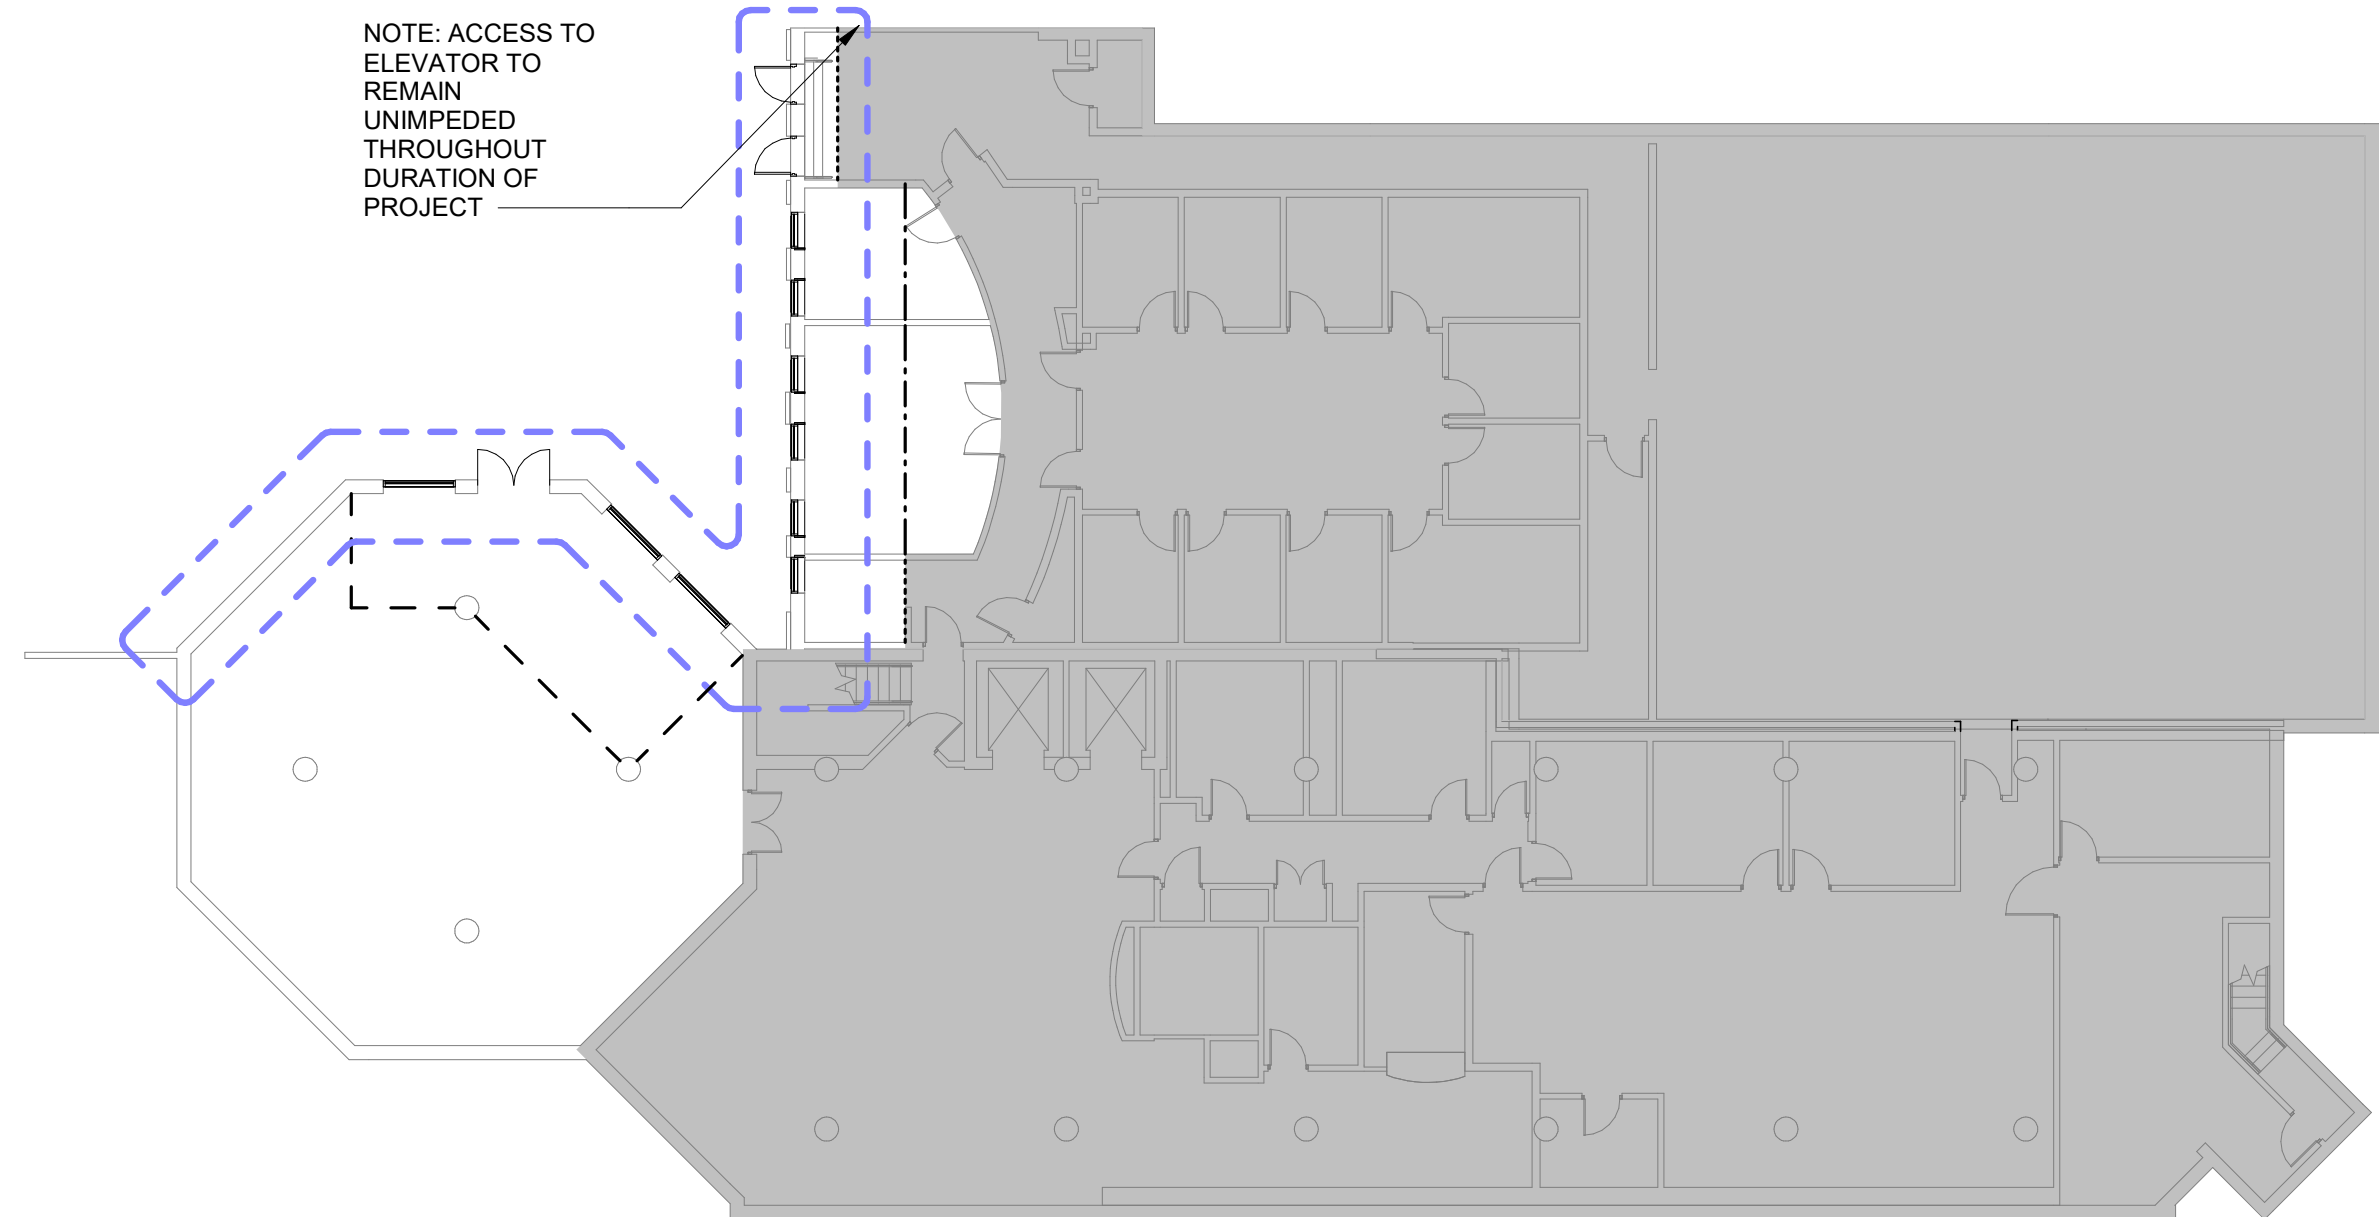 NOTE: ACCESS TO
ELEVATOR TO
REMAIN
UNIMPEDED
THROUGHOUT
DURATION OF
PROJECT